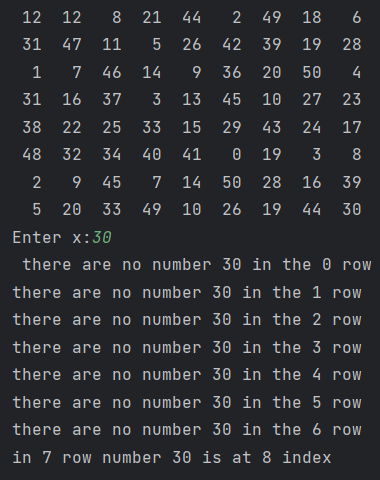 12 12 8 21 44 2 49 18 6
31 47 11 5 26 42 39 19 28
1 7 46 14 9 36 20 50 4
31 16 37 3 13 45 10 27 23
38 22 25 33 15 29 43 24 17
48 32 34 40 41 0 19 3 8
2 9 45 7 14 50 28 16 39
5 20 33 49 10 26 19 44 30
Enter x:30
there are no number 30 in the 0 row
there are no number 30 in the 1 row
there are no number 30 in the 2 row
there are no number 30 in the 3 row
there are no number 30 in the 4 row
there are no number 30 in the 5 row
there are no number 30 in the 6 row
in 7 row number 30 is at 8 index